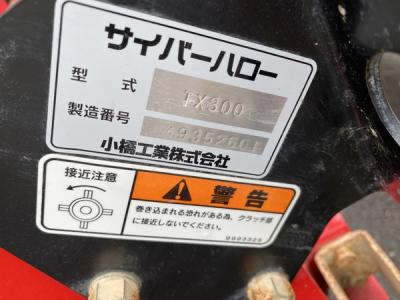 サイバーハロー
型式 TX300
製造番号
小橋工業株式会社
接近注意
警告
巻き込まれる恐れがある為、クラッチ部
に接近しないでください。